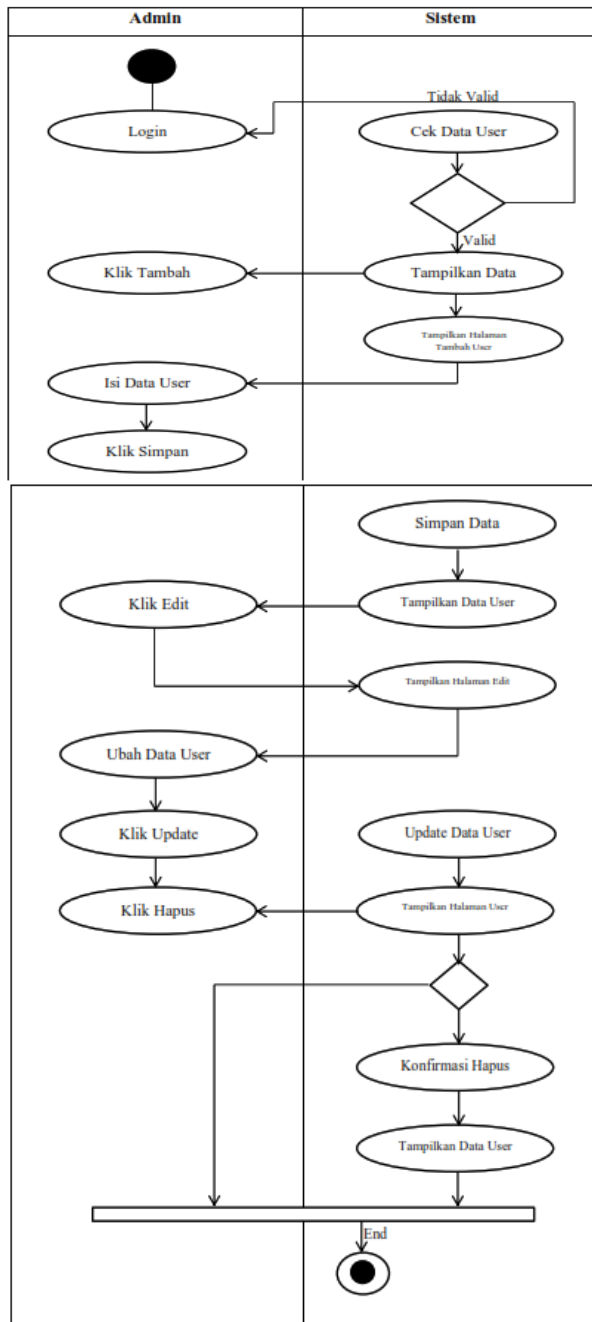 Admin
Sistem
Tidak Valid
Login
Cek Data User
Valid
Klik Tambah
Tampilkan Data
Tampilkan Halaman
Tambah User
Isi Data User
Klik Simpan
Simpan Data
Klik Edit
Tampilkan Data User
Tampilkan Halaman Edit
Ubah Data User
Klik Update
Update Data User
Klik Hapus
Tampilkan Halaman User
Konfirmasi Hapus
Tampilkan Data User
End